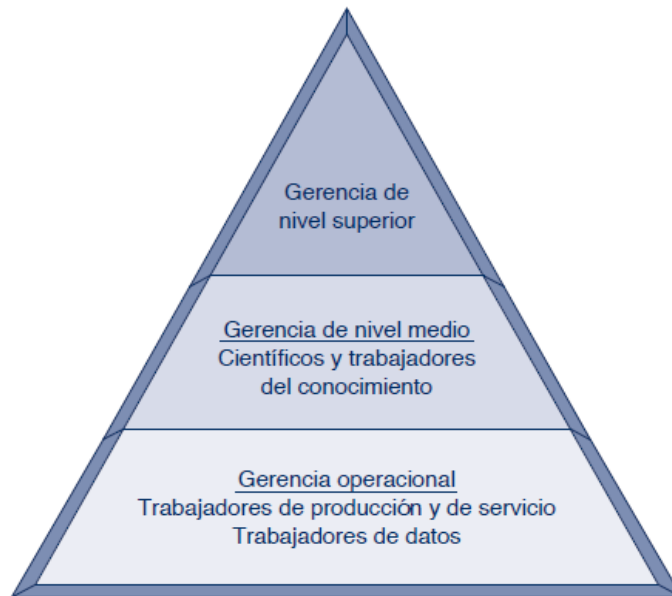 Gerencia de
nivel superior
Gerencia de nivel medio
Científicos y trabajadores
del conocimiento
Gerencia operacional
Trabajadores de producción y de servicio
Trabajadores de datos